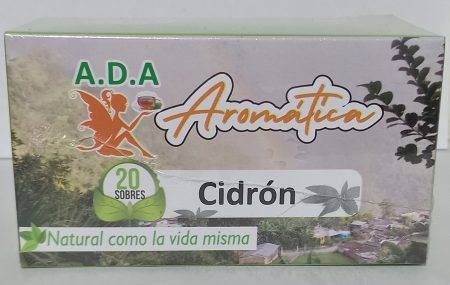 A.D.A
Aromática
20
SOBRES
Cidrón
Natural como la vida misma